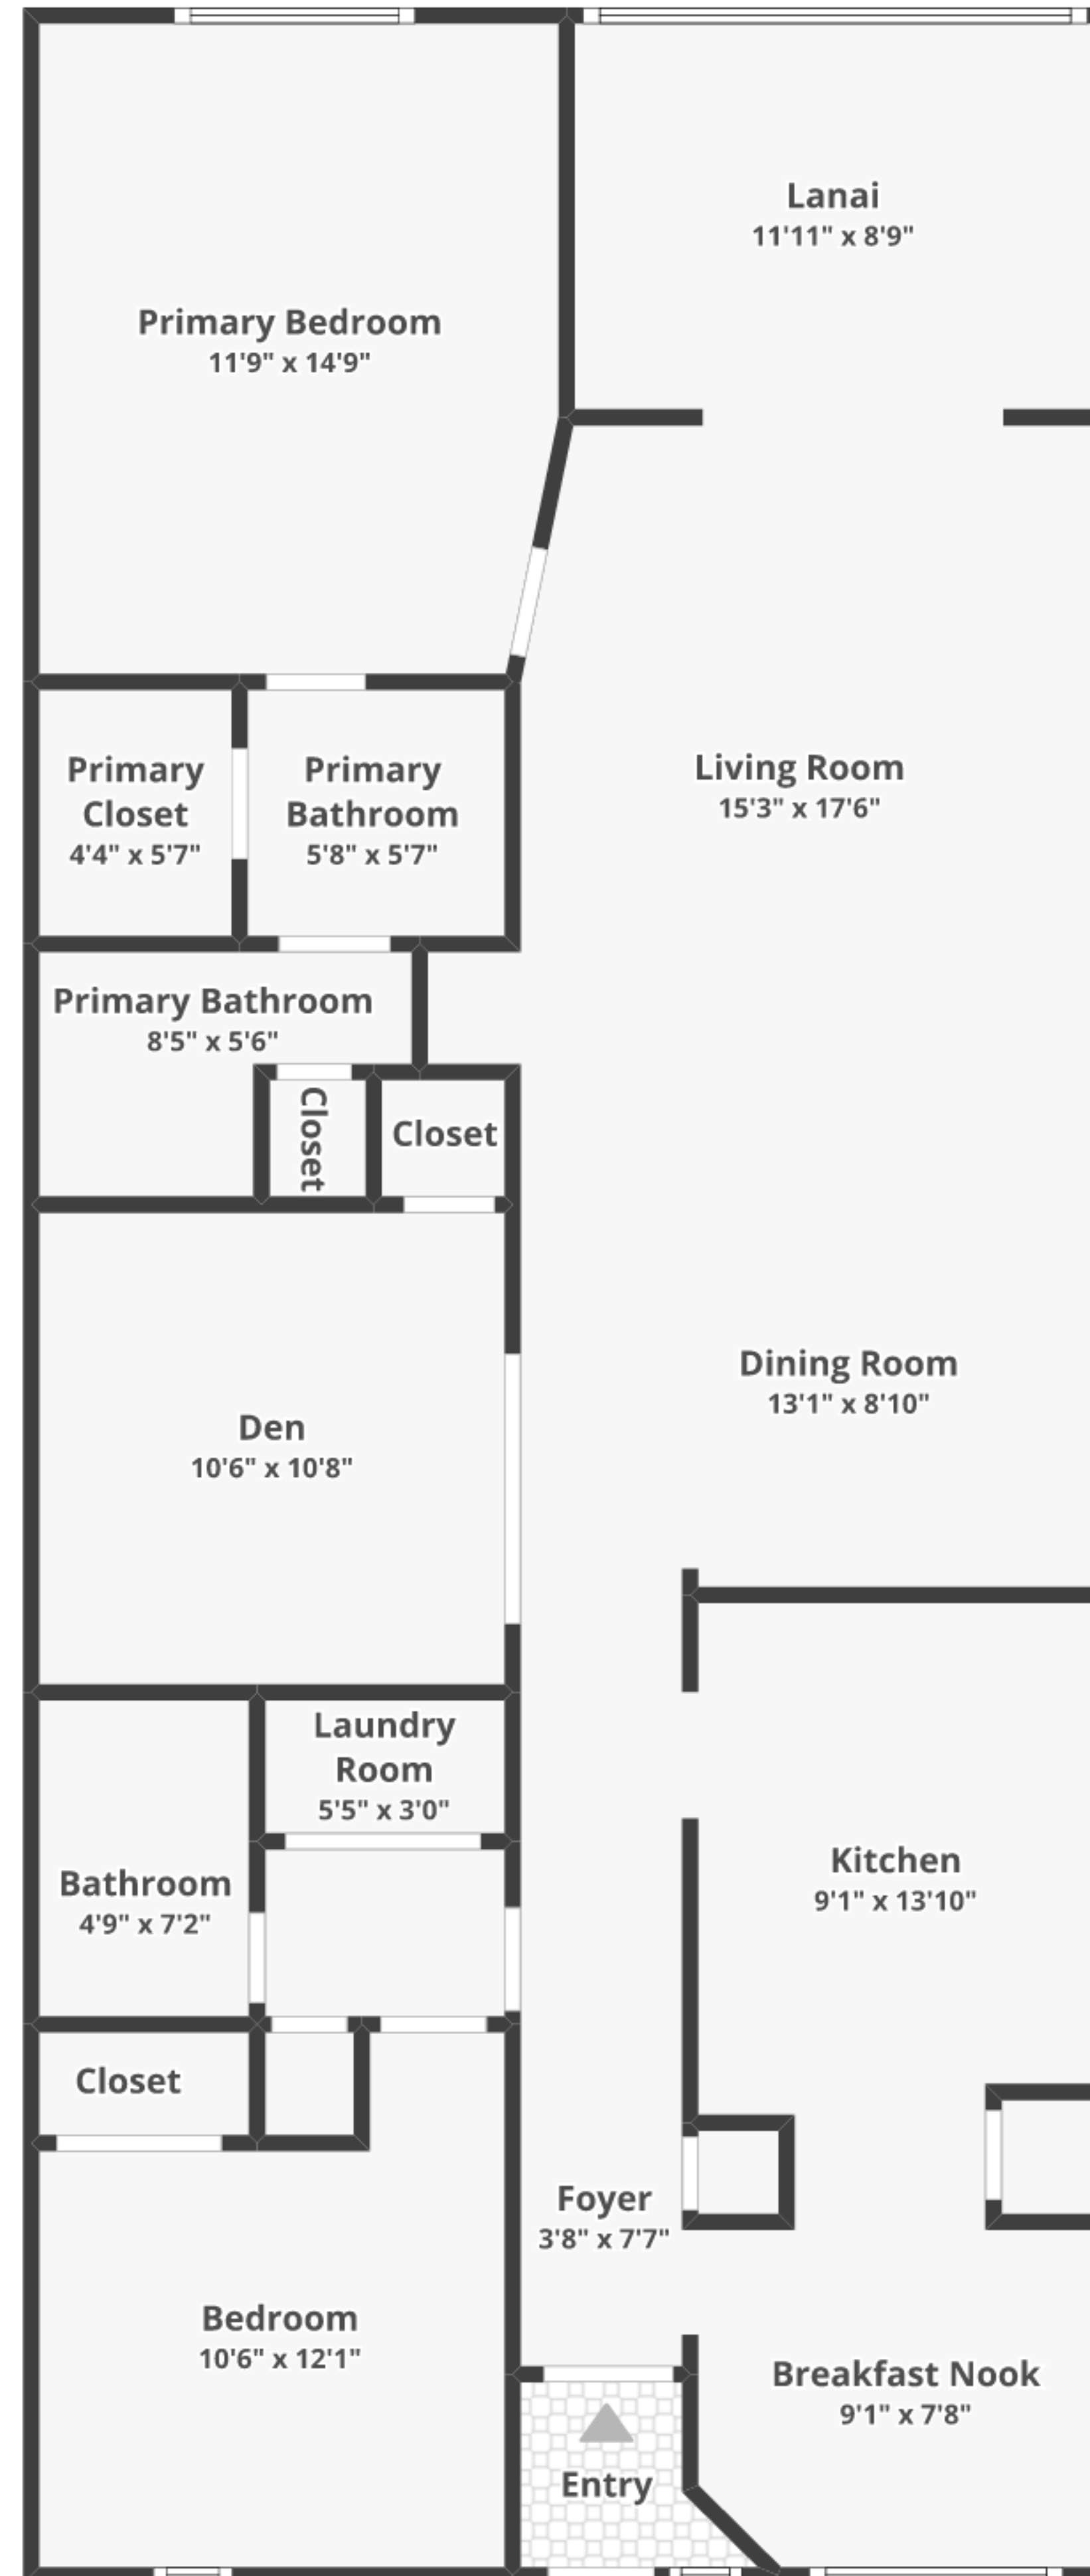 Lanai
11'11" x 8'9"
Primary Bedroom
11'9" x 14'9"
Primary
Closet
4'4" x 5'7"
Primary
Bathroom
5'8" x 5'7"
Living Room
15'3" x 17'6"
Primary Bathroom
8'5" x 5'6"
Closet
Closet
Dining Room
13'1" x 8'10"
Den
10'6" x 10'8"
Laundry
Room
5'5" x 3'0"
Bathroom
4'9" x 7'2"
Kitchen
9'1" x 13'10"
Closet
Foyer
3'8" x 7'7"
Bedroom
10'6" x 12'1"
Breakfast Nook
9'1" x 7'8"
Entry